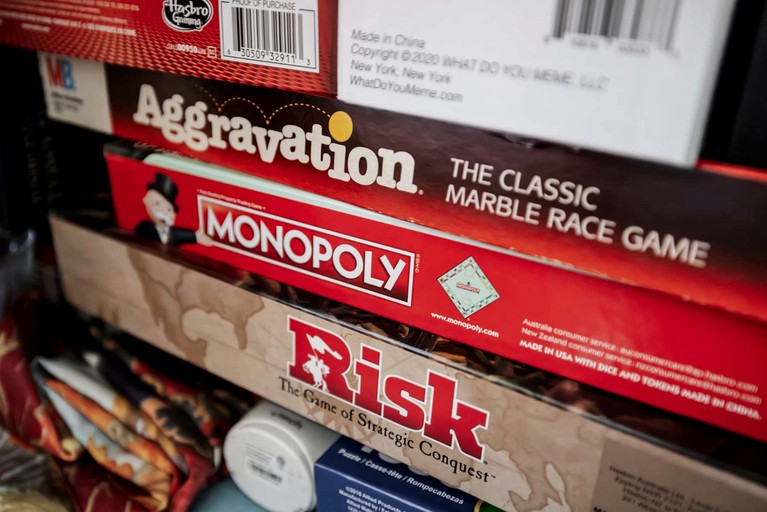 Hasbro
Gaming
PROOF OF PURCHASE
6 30509 32911 3
Made in China
Copyright © 2020 WHAT DO YOU MEME, LLC
New York, New York
WhatDoYouMeme.com
MB
Aggravation.
THE CLASSIC
MARBLE RACE GAME
MONOPOLY
www.monopoly.com
Australia consumer service:
New Zealand consumer service:
MADE IN USA WITH DICE AND TOKENS MADE IN CHINA.
Risk
The Game of Strategic Conquest™
Puzzle / Casse-tête / Rompecabezas